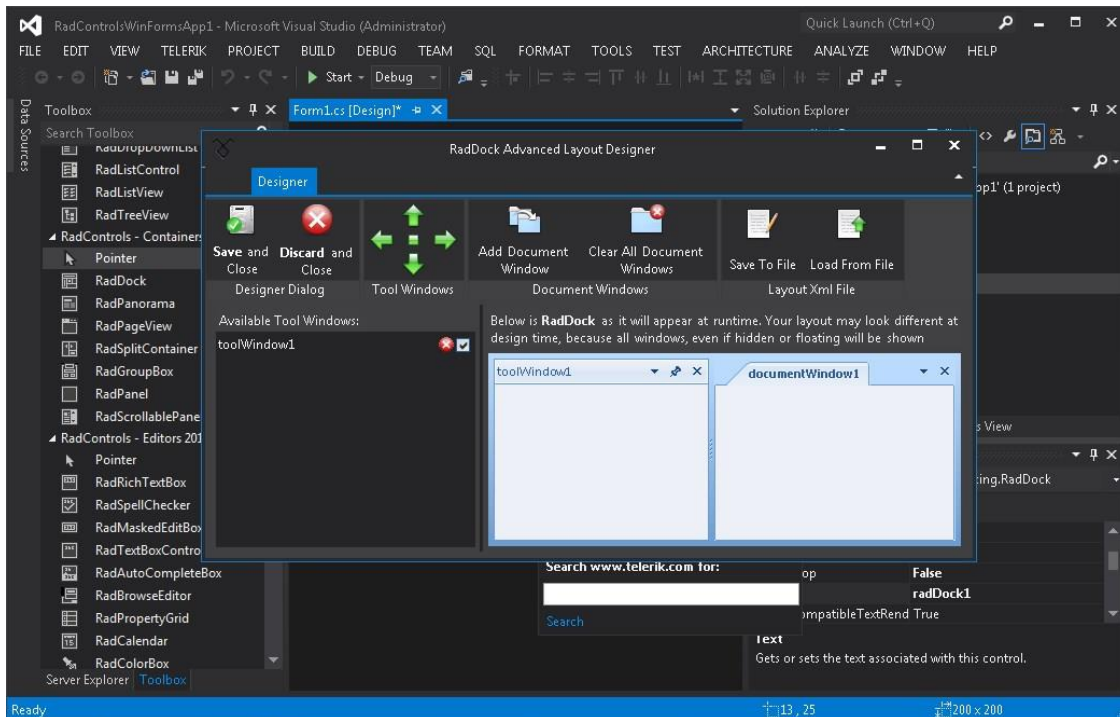 RadControlsWinFormsApp1 - Microsoft Visual Studio (Administrator)
Quick Launch (Ctrl+Q)
FILE EDIT VIEW TELERIK PROJECT BUILD DEBUG TEAM SQL FORMAT TOOLS TEST ARCHITECTURE ANALYZE WINDOW HELP
Start Debug
Data Sources
Toolbox
Search Toolbox
RadDropDownList
RadListControl
RadListView
RadTreeView
RadControls - Containers
Pointer
RadDock
RadPanorama
RadPageView
RadSplitContainer
RadGroupBox
RadPanel
RadScrollablePane
RadControls - Editors 201
Pointer
RadRichTextBox
RadSpellChecker
RadMaskedEditBox
RadTextBoxContro
RadAutoCompleteBox
RadBrowseEditor
RadPropertyGrid
RadCalendar
RadColorBox
Server Explorer Toolbox
Form1.cs [Design]*
RadDock Advanced Layout Designer
Designer
Save and Close
Discard and Close
Designer Dialog
Tool Windows
Add Document Window
Clear All Document Windows
Document Windows
Save To File Load From File
Layout Xml File
Available Tool Windows:
toolWindow1
Below is RadDock as it will appear at runtime. Your layout may look different at
design time, because all windows, even if hidden or floating will be shown
toolWindow1
documentWindow1
Search www.telerik.com for:
Search
Solution Explorer
pp1' (1 project)
s View
ing.RadDock
op False
radDock1
ompatibleTextRend True
Text
Gets or sets the text associated with this control.
Ready
13 , 25
200 x 200